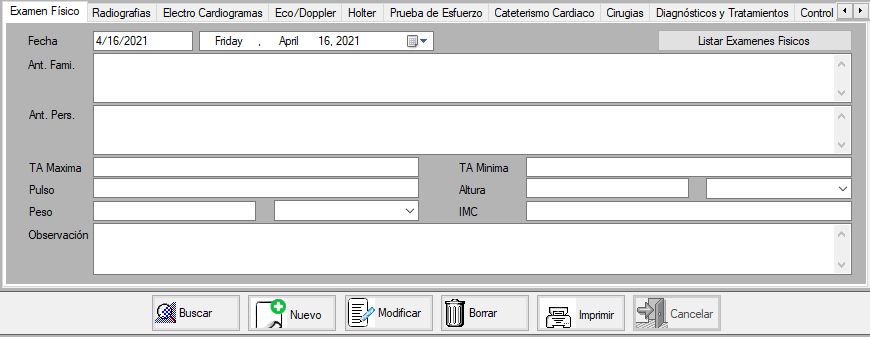 Examen Físico Radiografias Electro Cardiogramas Eco/Doppler Holter Prueba de Esfuerzo Cateterismo Cardiaco Cirugias Diagnósticos y Tratamientos Control
Fecha 4/16/2021 Friday , April 16, 2021 Listar Examenes Fisicos
Ant. Fami.
Ant. Pers.
TA Maxima TA Minima
Pulso Altura
Peso IMC
Observación
Buscar Nuevo Modificar Borrar Imprimir Cancelar